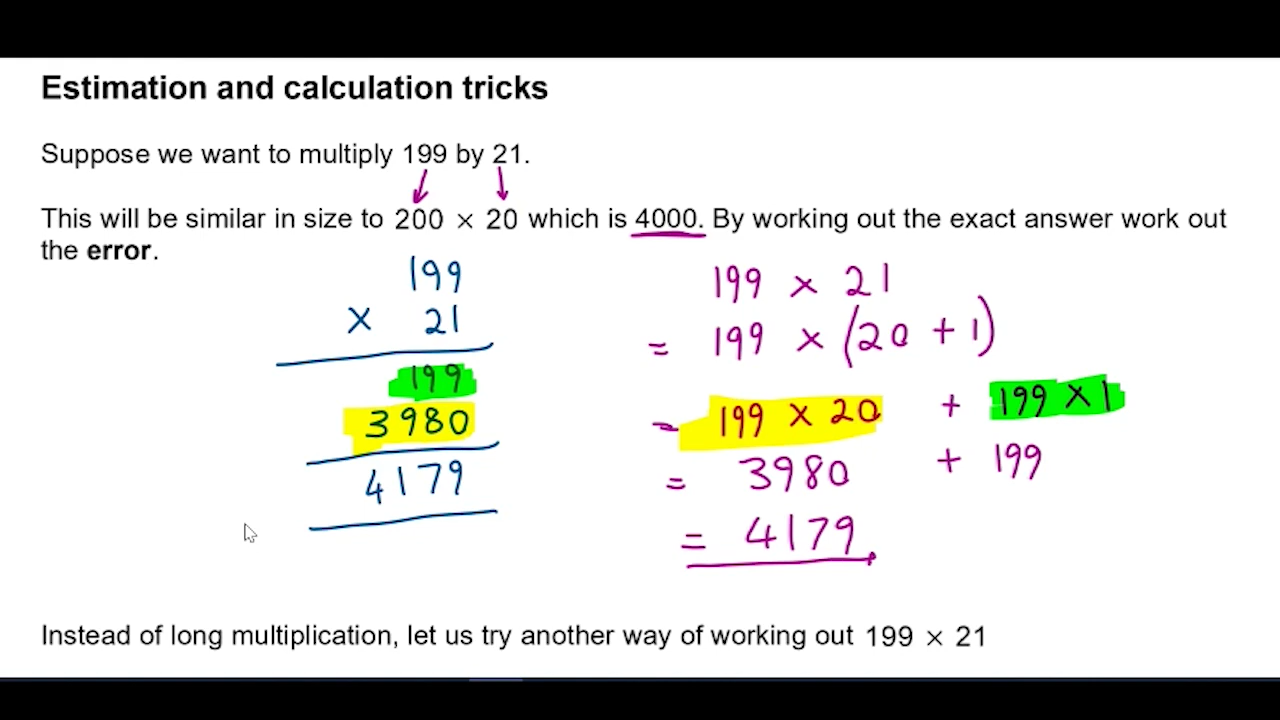 Estimation and calculation tricks
Suppose we want to multiply 199 by 21.
This will be similar in size to 200 × 20 which is 4000. By working out the exact answer work out
the error.
199
× 21
199
3980
4179
199 × 21
= 199 × (20 + 1)
= 199 × 20 + 199 × 1
= 3980 + 199
= 4179.
Instead of long multiplication, let us try another way of working out 199 × 21